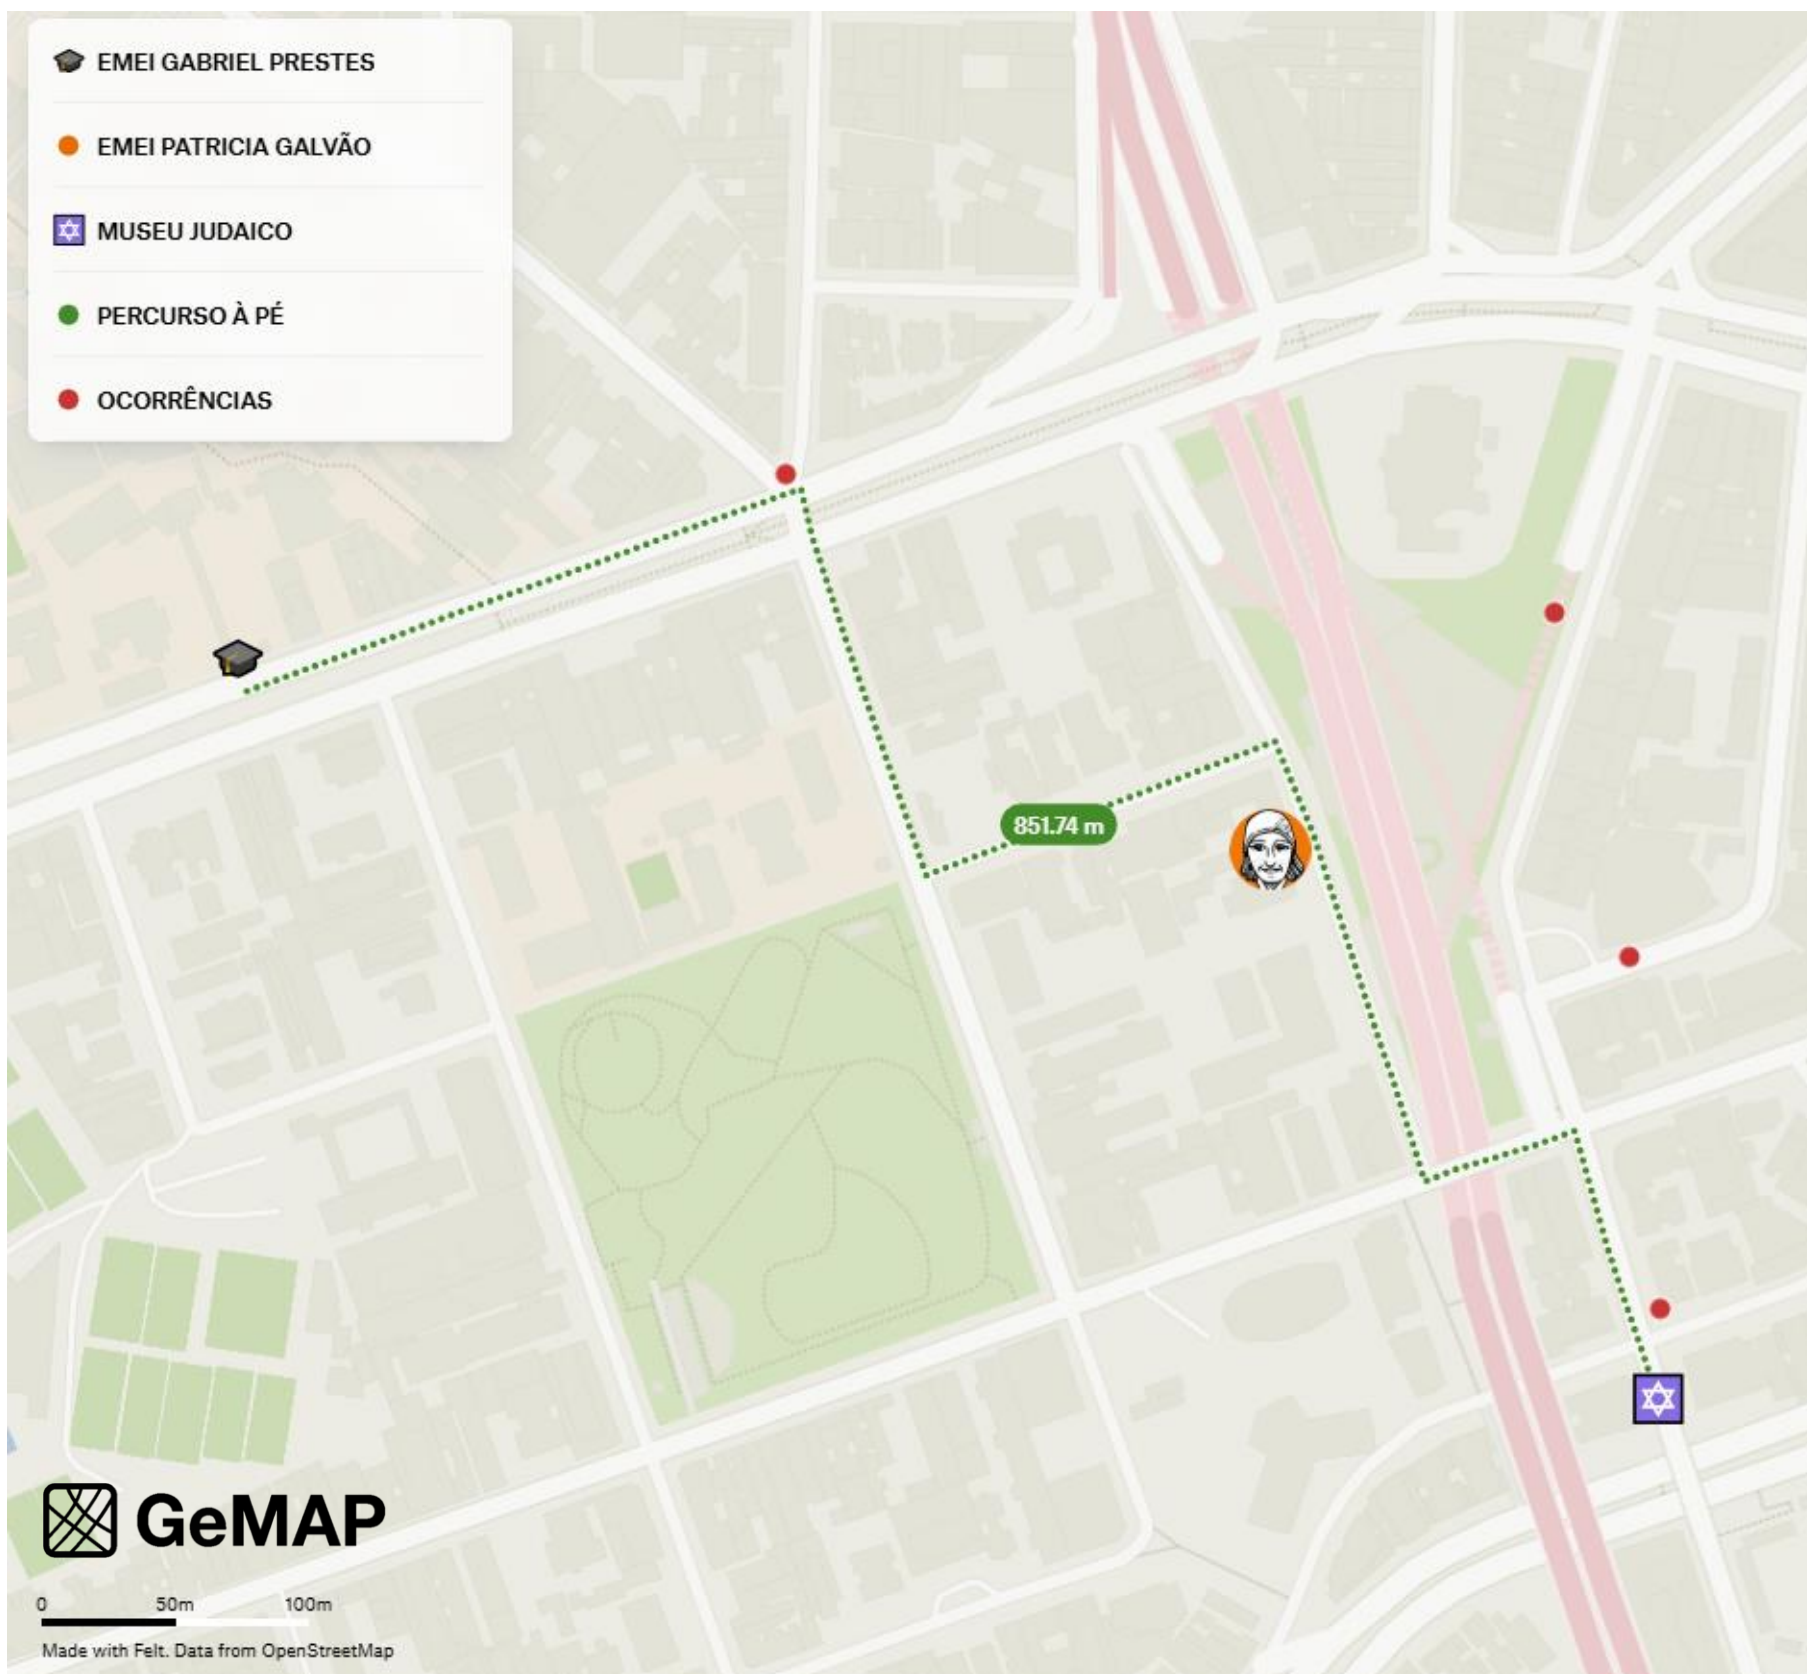 EMEI GABRIEL PRESTES
EMEI PATRICIA GALVÃO
MUSEU JUDAICO
PERCURSO À PÉ
OCORRÊNCIAS
851.74 m
GeMAP
0 50m 100m
Made with Felt. Data from OpenStreetMap